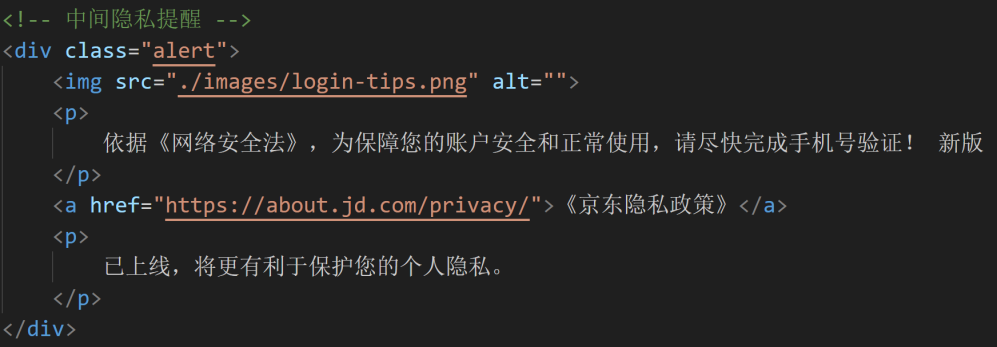 <!-- 中间隐私提醒 -->
<div class="alert">
    <img src="./images/login-tips.png" alt="">
    <p>
        依据《网络安全法》，为保障您的账户安全和正常使用，请尽快完成手机号验证！ 新版
    </p>
    <a href="https://about.jd.com/privacy/">《京东隐私政策》</a>
    <p>
        已上线，将更有利于保护您的个人隐私。
    </p>
</div>